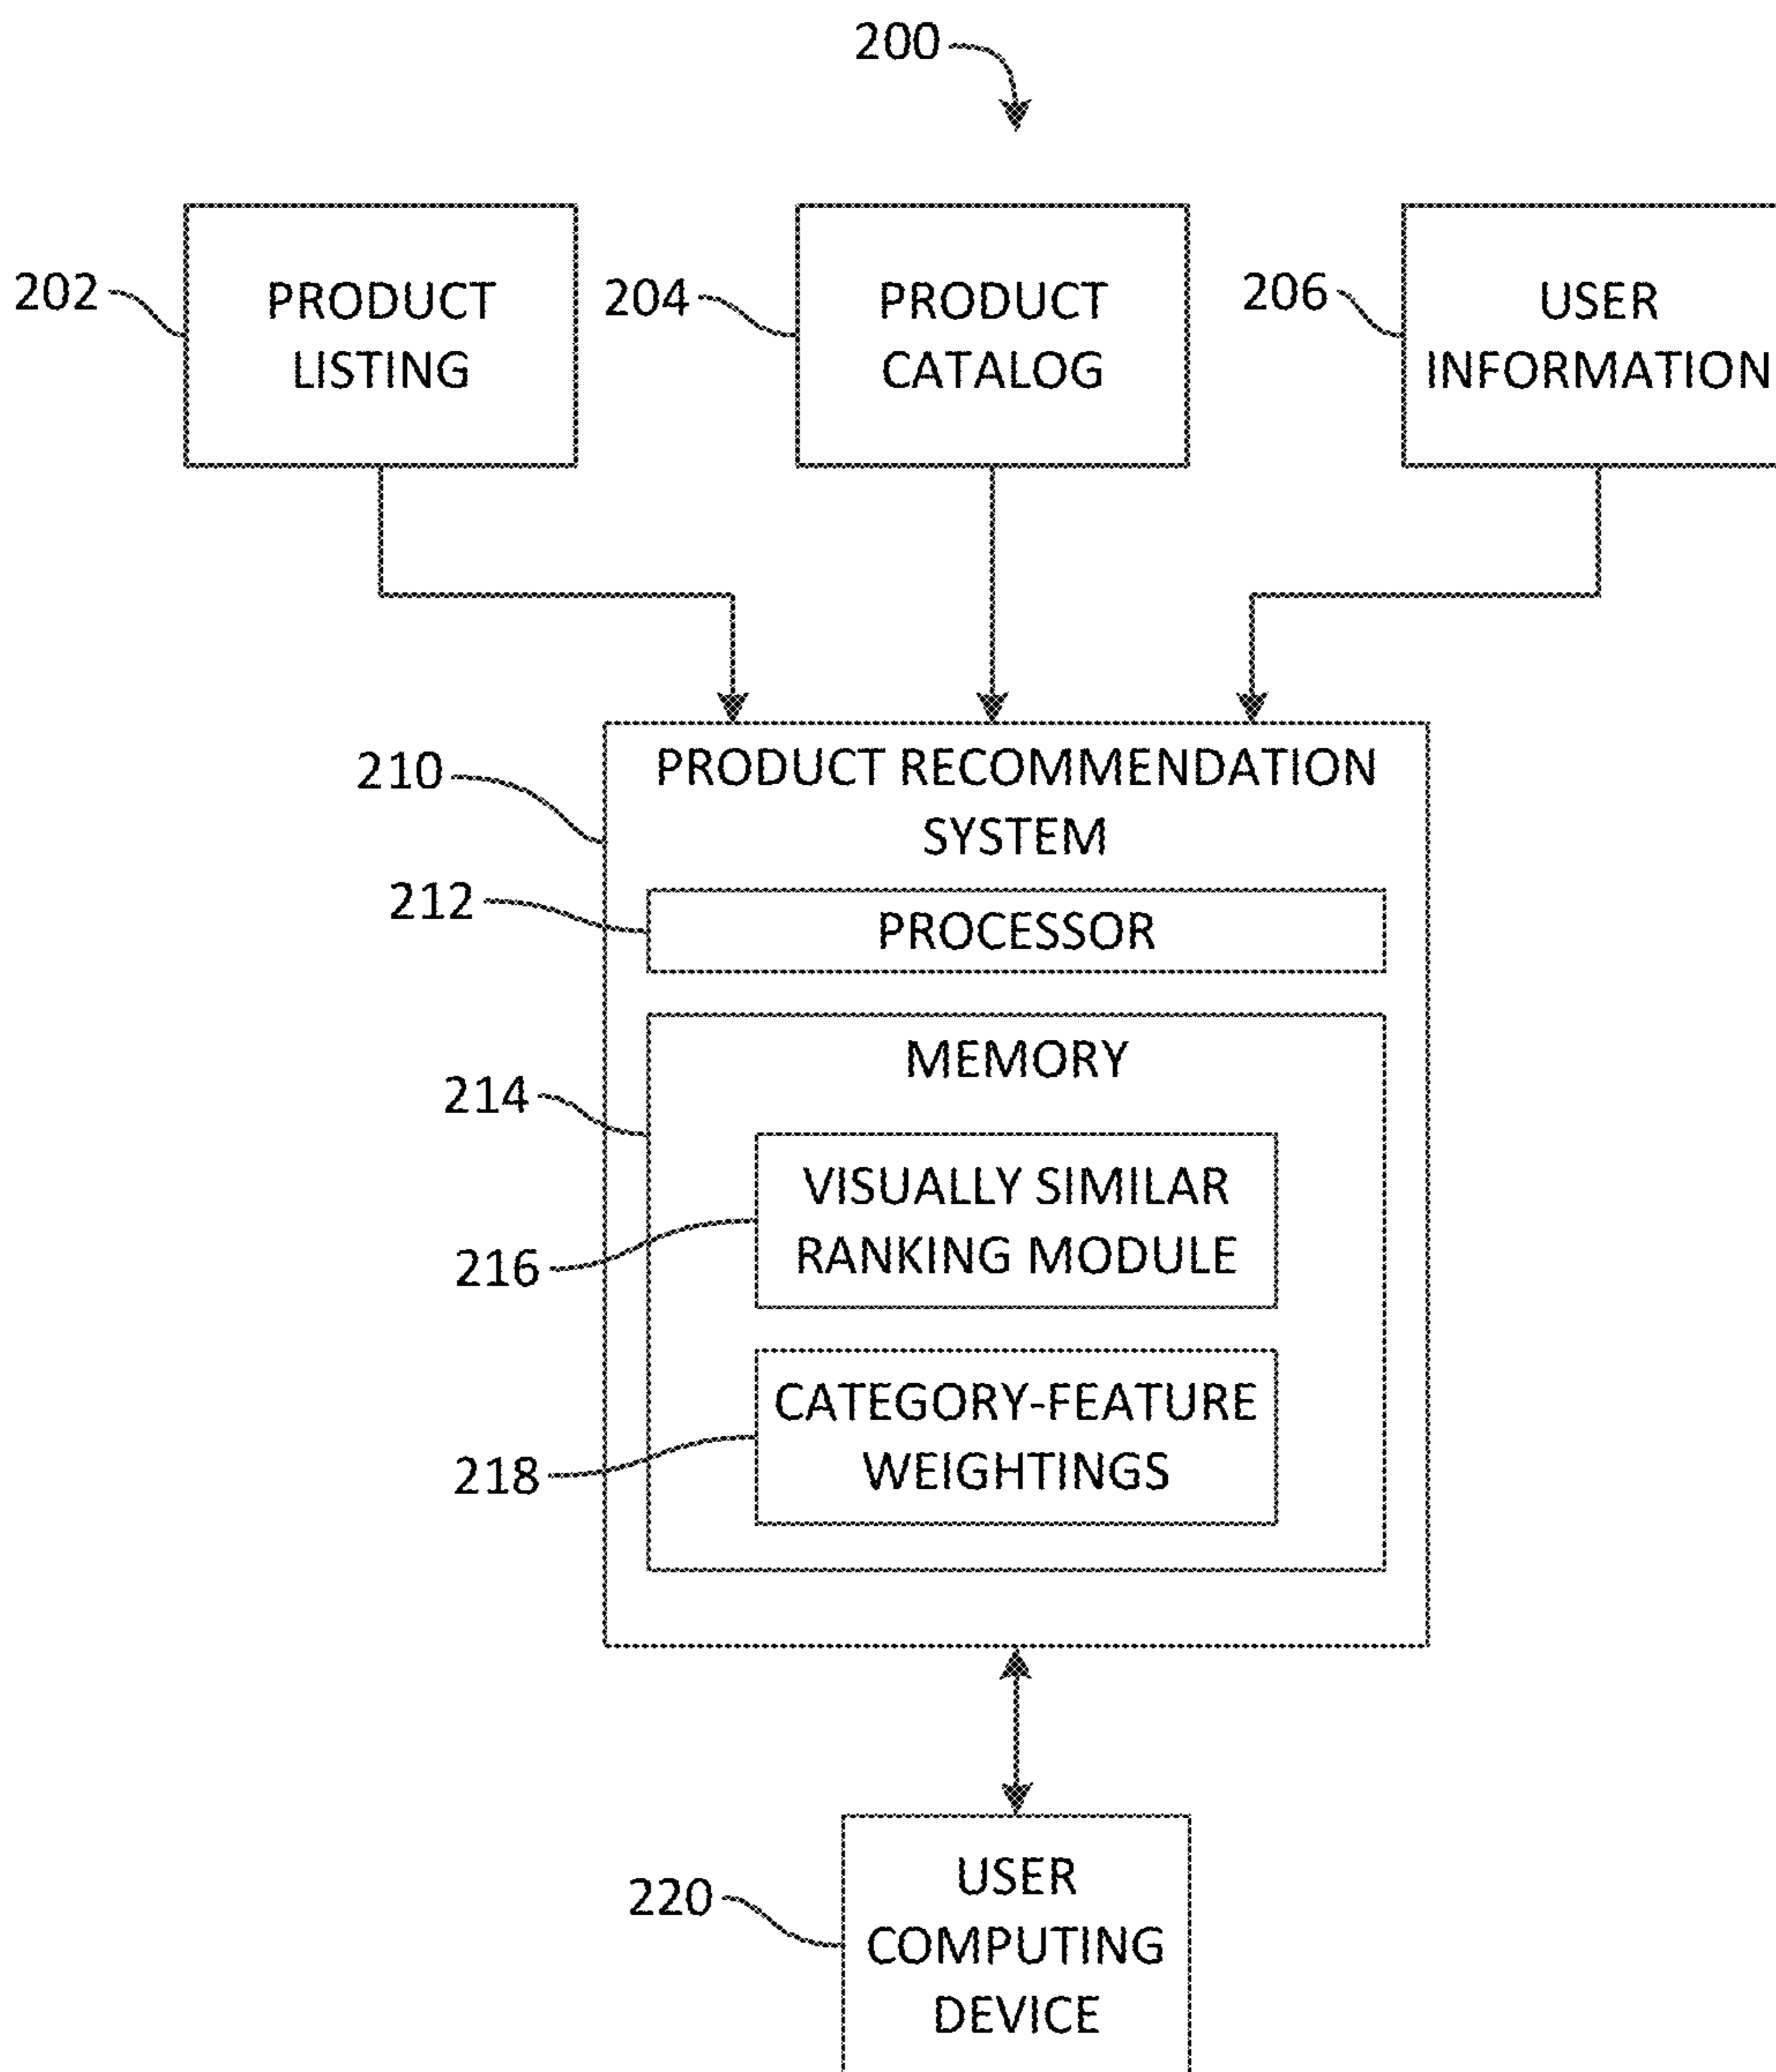 200
202
PRODUCT
LISTING
204
PRODUCT
CATALOG
206
USER
INFORMATION
210
PRODUCT RECOMMENDATION
SYSTEM
212
PROCESSOR
214
MEMORY
216
VISUALLY SIMILAR
RANKING MODULE
218
CATEGORY-FEATURE
WEIGHTINGS
220
USER
COMPUTING
DEVICE